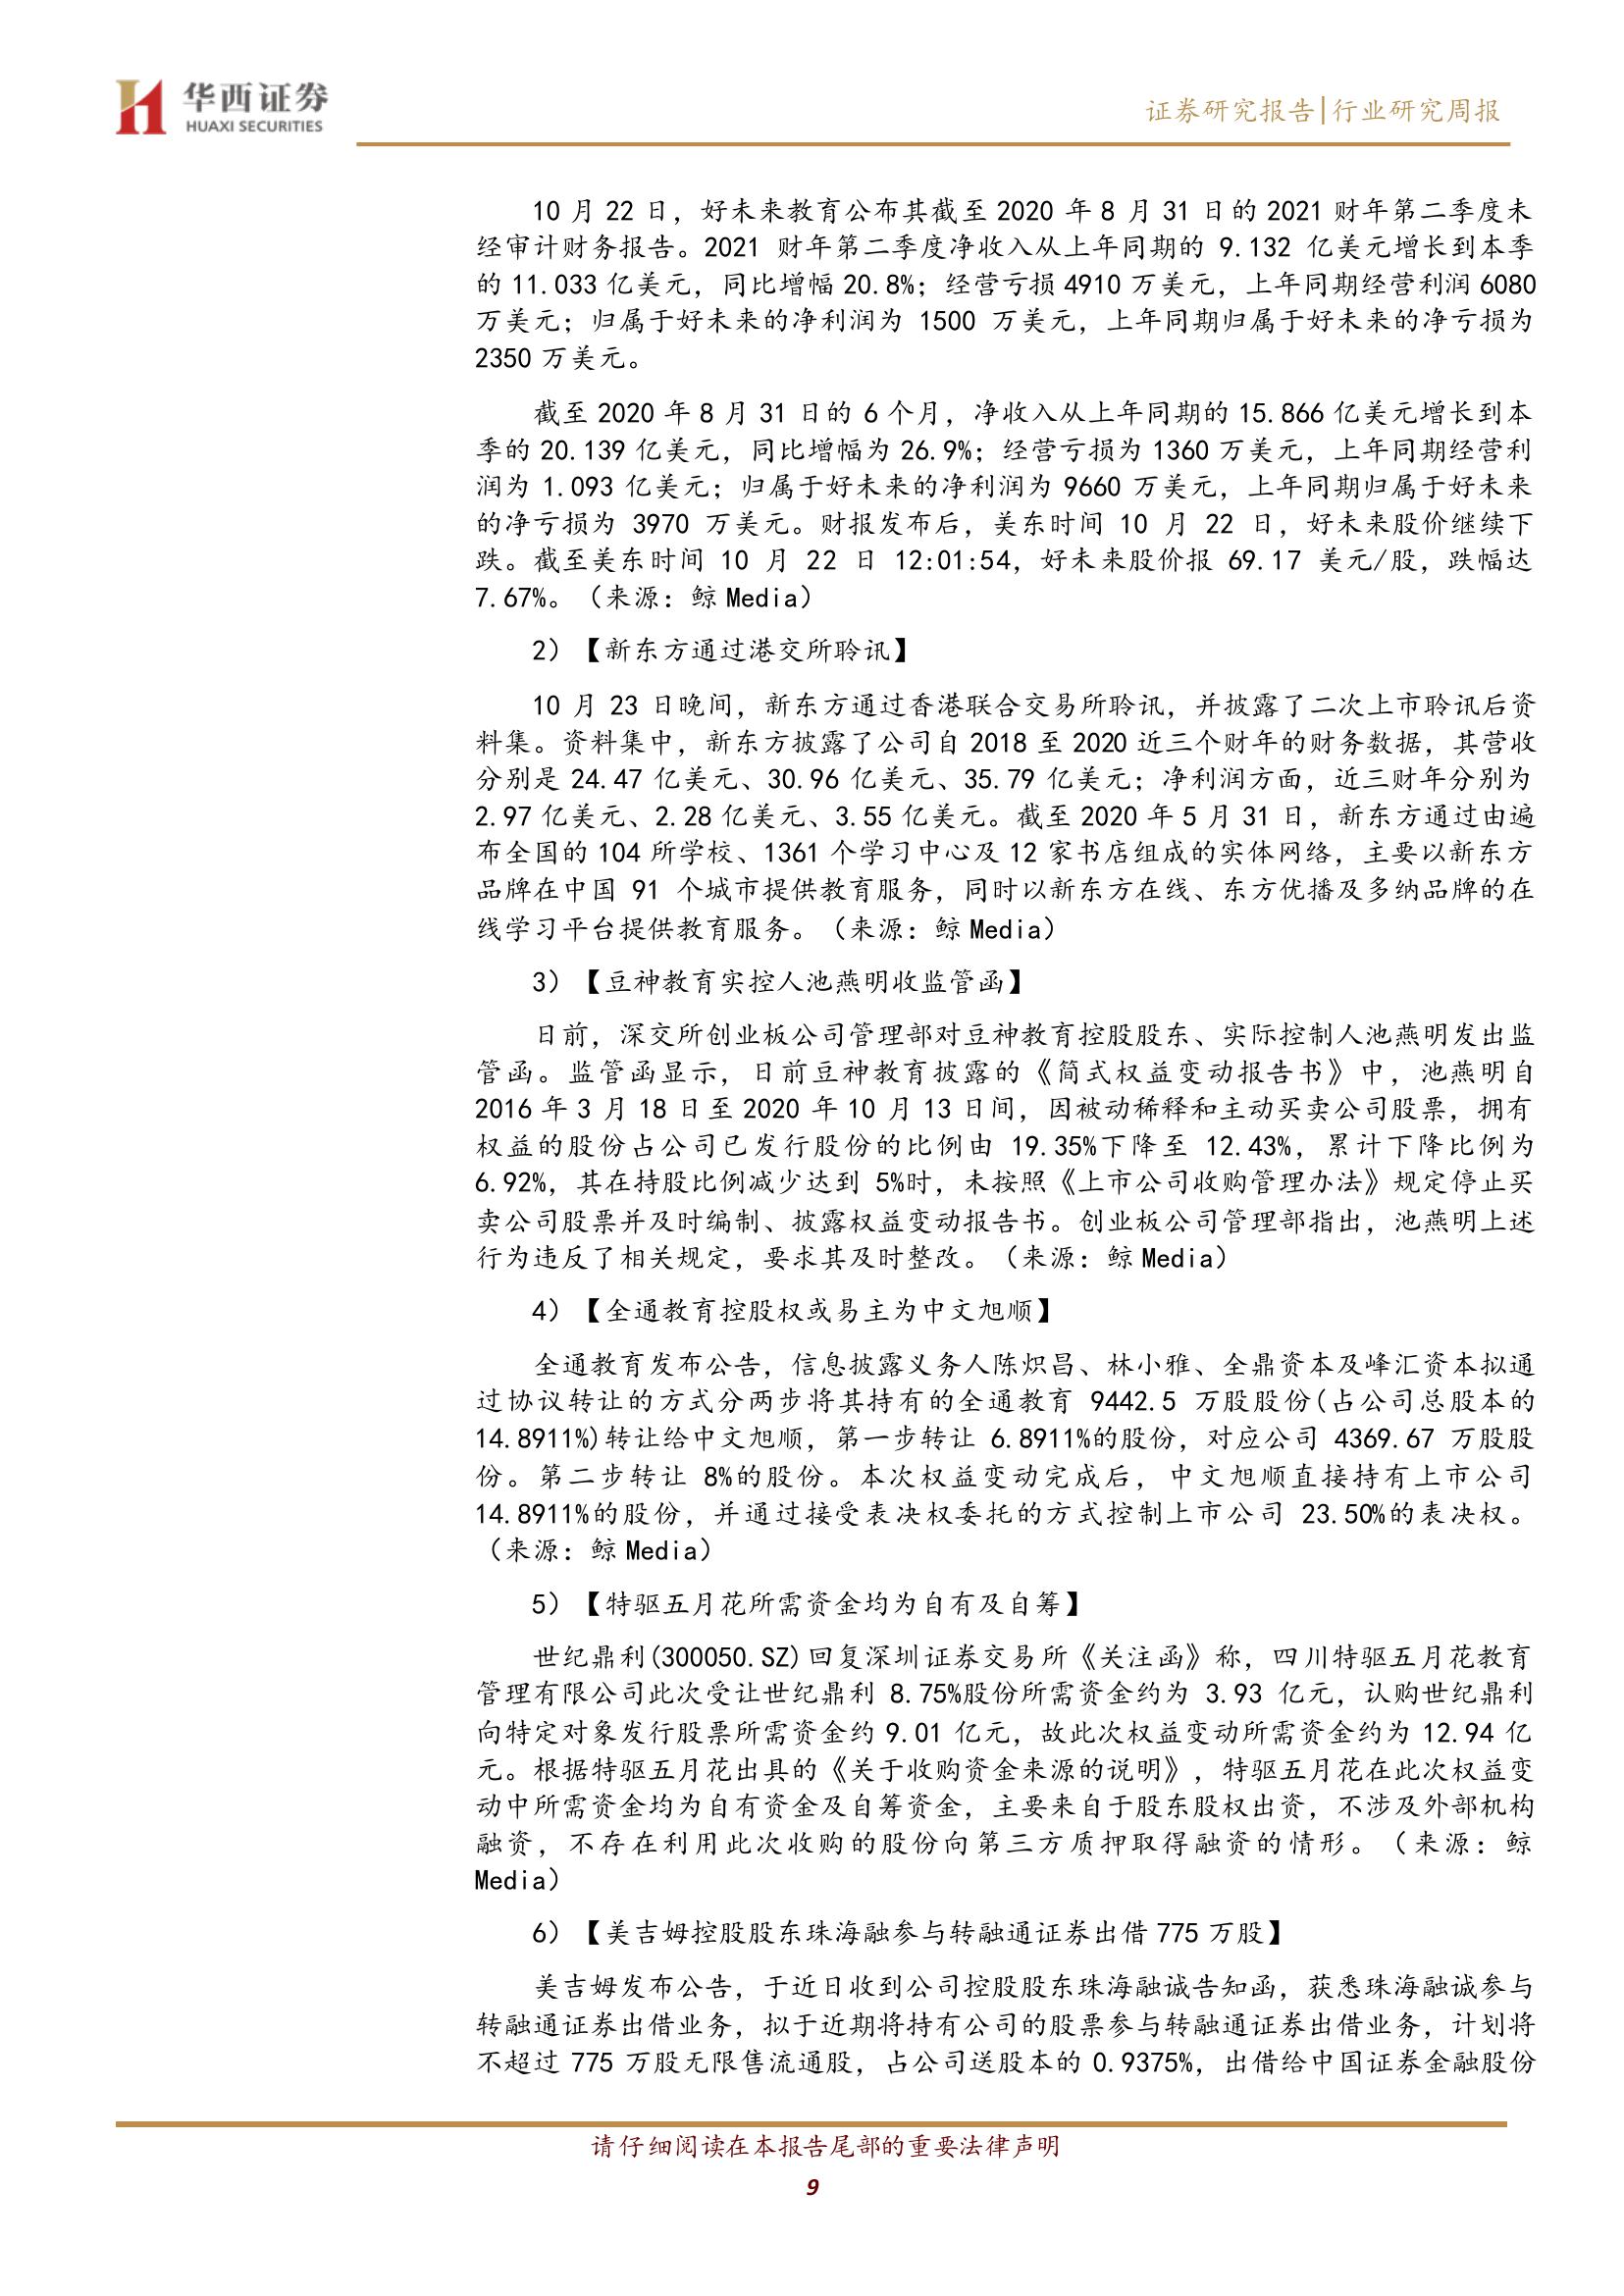 华西证券
HUAXI SECURITIES
证券研究报告|行业研究周报
10 月 22 日，好未来教育公布其截至 2020 年 8 月 31 日的 2021 财年第二季度未
经审计财务报告。2021 财年第二季度净收入从上年同期的 9.132 亿美元增长到本季
的 11.033 亿美元，同比增幅 20.8%；经营亏损 4910 万美元，上年同期经营利润 6080
万美元；归属于好未来的净利润为 1500 万美元，上年同期归属于好未来的净亏损为
2350 万美元。
截至 2020 年 8 月 31 日的 6 个月，净收入从上年同期的 15.866 亿美元增长到本
季的 20.139 亿美元，同比增幅为 26.9%；经营亏损为 1360 万美元，上年同期经营利
润为 1.093 亿美元；归属于好未来的净利润为 9660 万美元，上年同期归属于好未来
的净亏损为 3970 万美元。财报发布后，美东时间 10 月 22 日，好未来股价继续下
跌。截至美东时间 10 月 22 日 12:01:54，好未来股价报 69.17 美元/股，跌幅达
7.67%。（来源：鲸 Media）
2）【新东方通过港交所聆讯】
10 月 23 日晚间，新东方通过香港联合交易所聆讯，并披露了二次上市聆讯后资
料集。资料集中，新东方披露了公司自 2018 至 2020 近三个财年的财务数据，其营收
分别是 24.47 亿美元、30.96 亿美元、35.79 亿美元；净利润方面，近三财年分别为
2.97 亿美元、2.28 亿美元、3.55 亿美元。截至 2020 年 5 月 31 日，新东方通过由遍
布全国的 104 所学校、1361 个学习中心及 12 家书店组成的实体网络，主要以新东方
品牌在中国 91 个城市提供教育服务，同时以新东方在线、东方优播及多纳品牌的在
线学习平台提供教育服务。（来源：鲸 Media）
3）【豆神教育实控人池燕明收监管函】
日前，深交所创业板公司管理部对豆神教育控股股东、实际控制人池燕明发出监
管函。监管函显示，日前豆神教育披露的《简式权益变动报告书》中，池燕明自
2016 年 3 月 18 日至 2020 年 10 月 13 日间，因被动稀释和主动买卖公司股票，拥有
权益的股份占公司已发行股份的比例由 19.35%下降至 12.43%，累计下降比例为
6.92%，其在持股比例减少达到 5%时，未按照《上市公司收购管理办法》规定停止买
卖公司股票并及时编制、披露权益变动报告书。创业板公司管理部指出，池燕明上述
行为违反了相关规定，要求其及时整改。（来源：鲸 Media）
4）【全通教育控股权或易主为中文旭顺】
全通教育发布公告，信息披露义务人陈炽昌、林小雅、全鼎资本及峰汇资本拟通
过协议转让的方式分两步将其持有的全通教育 9442.5 万股股份(占公司总股本的
14.8911%)转让给中文旭顺，第一步转让 6.8911%的股份，对应公司 4369.67 万股股
份。第二步转让 8%的股份。本次权益变动完成后，中文旭顺直接持有上市公司
14.8911%的股份，并通过接受表决权委托的方式控制上市公司 23.50%的表决权。
（来源：鲸 Media）
5）【特驱五月花所需资金均为自有及自筹】
世纪鼎利(300050.SZ)回复深圳证券交易所《关注函》称，四川特驱五月花教育
管理有限公司此次受让世纪鼎利 8.75%股份所需资金约为 3.93 亿元，认购世纪鼎利
向特定对象发行股票所需资金约 9.01 亿元，故此次权益变动所需资金约为 12.94 亿
元。根据特驱五月花出具的《关于收购资金来源的说明》，特驱五月花在此次权益变
动中所需资金均为自有资金及自筹资金，主要来自于股东股权出资，不涉及外部机构
融资，不存在利用此次收购的股份向第三方质押取得融资的情形。（来源：鲸
Media）
6）【美吉姆控股股东珠海融参与转融通证券出借 775 万股】
美吉姆发布公告，于近日收到公司控股股东珠海融诚告知函，获悉珠海融诚参与
转融通证券出借业务，拟于近期将持有公司的股票参与转融通证券出借业务，计划将
不超过 775 万股无限售流通股，占公司送股本的 0.9375%，出借给中国证券金融股份
请仔细阅读在本报告尾部的重要法律声明
9